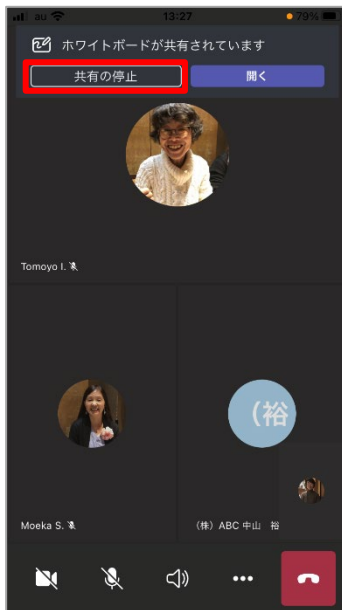 au 13:27 79%
ホワイトボードが共有されています
共有の停止 開く
Tomoyo I.
(裕
Moeka S. (株) ABC 中山 裕